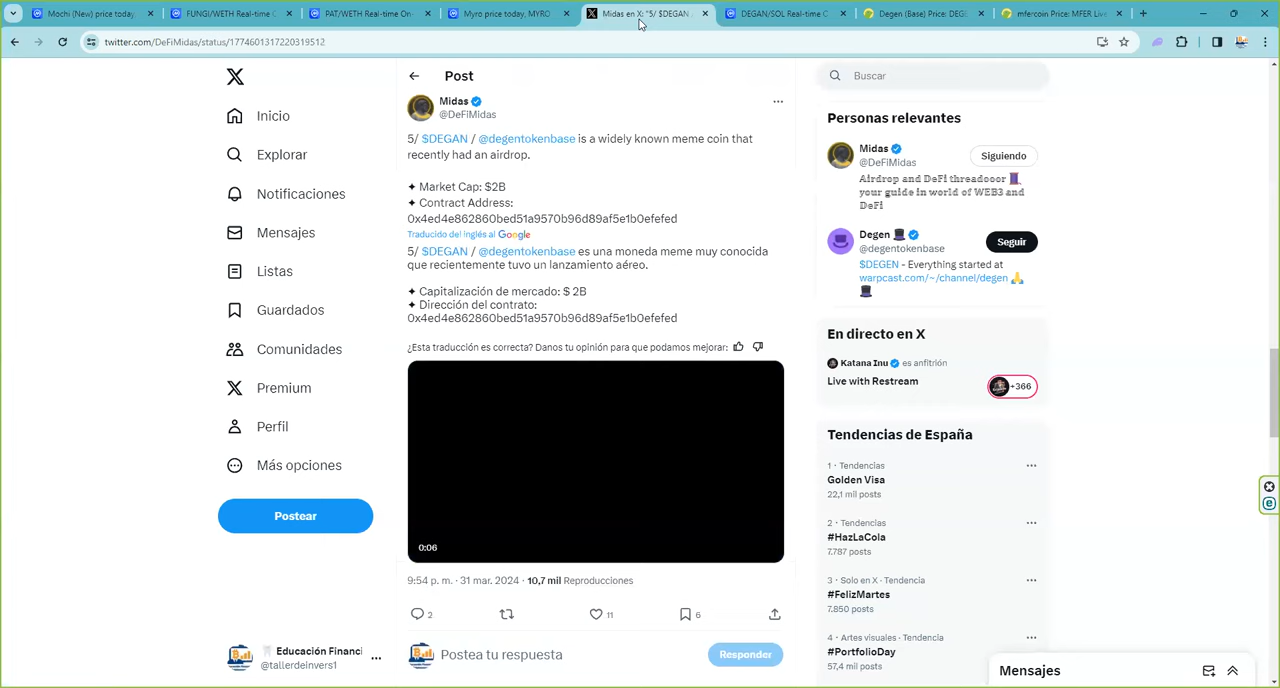 Mochi (New) price today
FUNGI/WETH Real-time C
PAT/WETH Real-time On-
Myro price today, MYRO
Midas en X: "5/ $DEGAN
DEGAN/SOL Real-time C
Degen (Base) Price: DEGE
mfercoin Price: MFER Live
twitter.com/DeFiMidas/status/1774601317220319512
Inicio
Explorar
Notificaciones
Mensajes
Listas
Guardados
Comunidades
Premium
Perfil
Más opciones
Postear
Educación Financi
@tallerdeinvers1
Post
Midas
@DeFiMidas
5/ $DEGAN / @degentokenbase is a widely known meme coin that
recently had an airdrop.
✦ Market Cap: $2B
✦ Contract Address:
0x4ed4e862860bed51a9570b96d89af5e1b0efefed
Traducido del inglés al Google
5/ $DEGAN / @degentokenbase es una moneda meme muy conocida
que recientemente tuvo un lanzamiento aéreo.
✦ Capitalización de mercado: $ 2B
✦ Dirección del contrato:
0x4ed4e862860bed51a9570b96d89af5e1b0efefed
¿Esta traducción es correcta? Danos tu opinión para que podamos mejorar:
0:06
9:54 p. m. · 31 mar. 2024 · 10,7 mil Reproducciones
2
11
6
Postea tu respuesta
Responder
Buscar
Personas relevantes
Midas
@DeFiMidas
Siguiendo
Airdrop and DeFi threadooor
your guide in world of WEB3 and
DeFi
Degen
@degentokenbase
Seguir
$DEGEN - Everything started at
warpcast.com/~/channel/degen
En directo en X
Katana Inu es anfitrión
Live with Restream
+366
Tendencias de España
1 · Tendencias
Golden Visa
22,1 mil posts
2 · Tendencias
#HazLaCola
7.787 posts
3 · Solo en X · Tendencia
#FelizMartes
7.850 posts
4 · Artes visuales · Tendencia
#PortfolioDay
57,4 mil posts
Mensajes